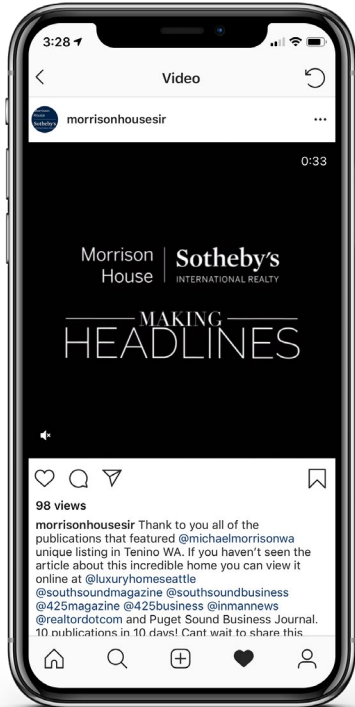 3:28
Video
morrisonhousesir
0:33
Morrison House
Sotheby's
INTERNATIONAL REALTY
MAKING
HEADLINES
98 views
morrisonhousesir Thank to you all of the
publications that featured @michaelmorrisonwa
unique listing in Tenino WA. If you haven't seen the
article about this incredible home you can view it
online at @luxuryhomeseattle
@southsoundmagazine @southsoundbusiness
@425magazine @425business @inmannews
@realtordotcom and Puget Sound Business Journal.
10 publications in 10 days! Cant wait to share this